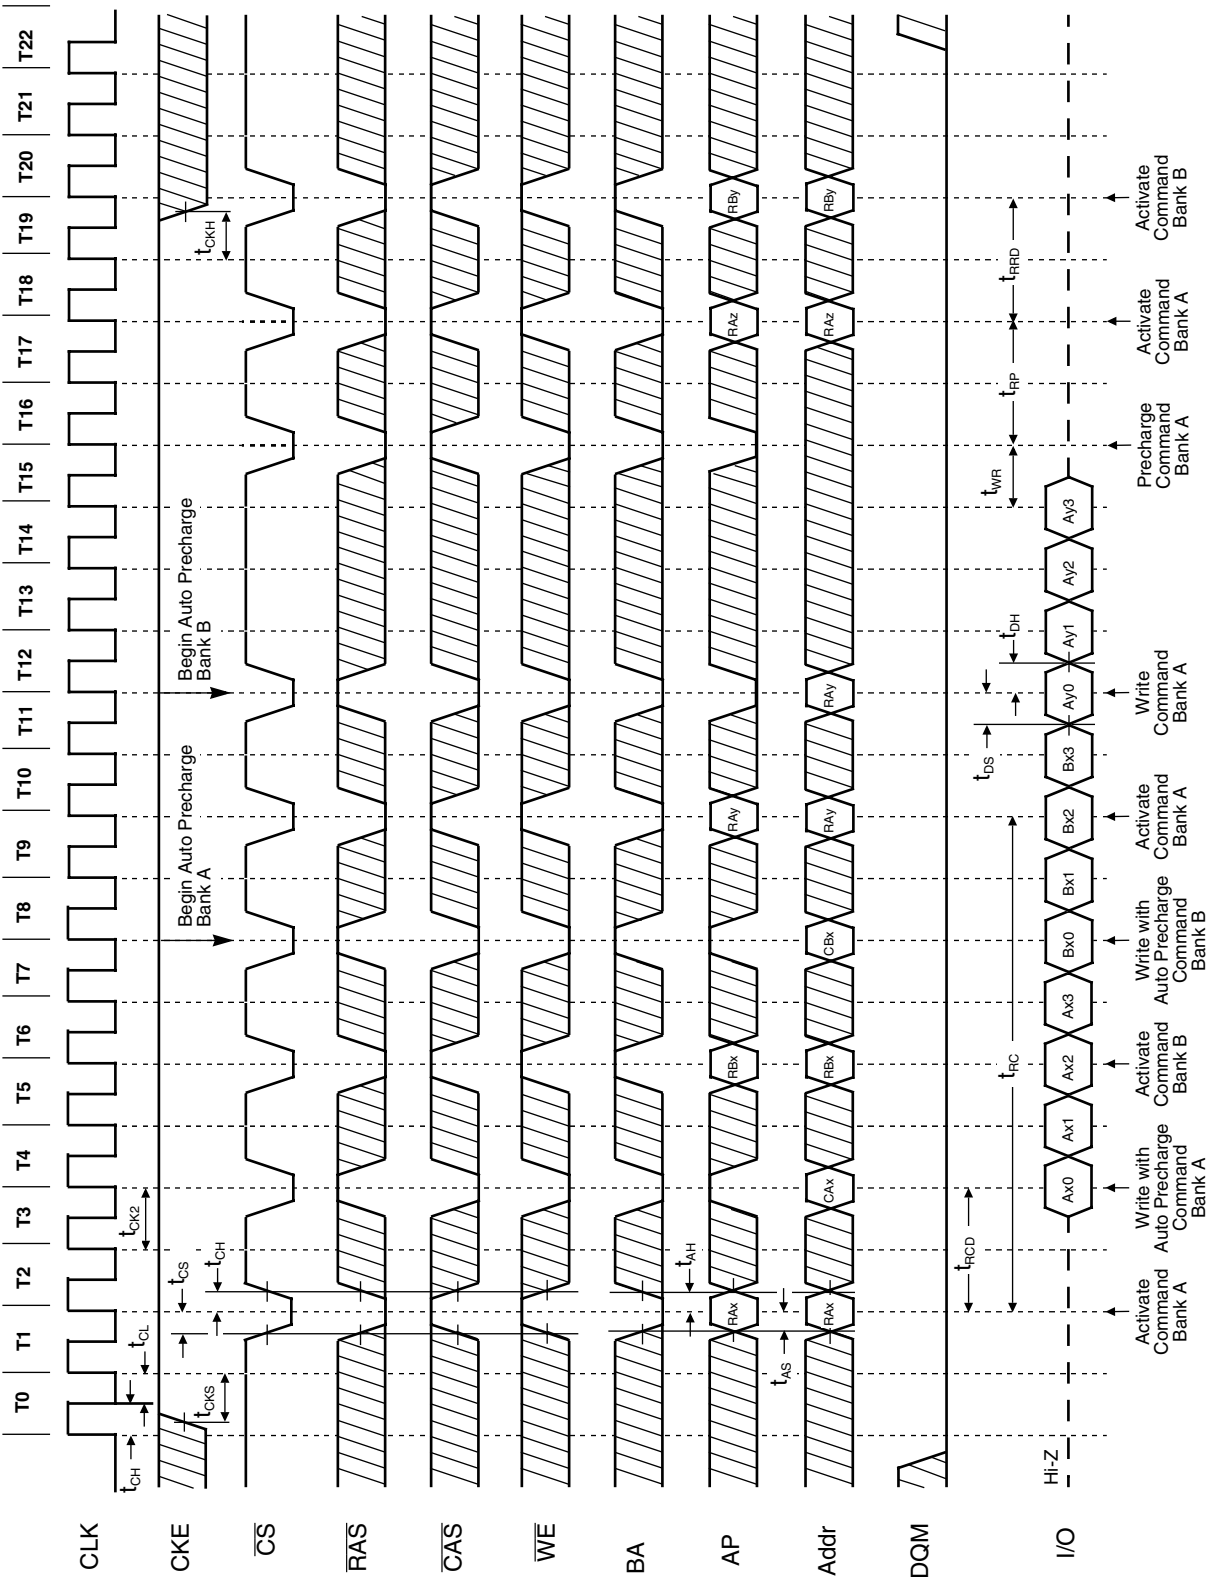 T0 T1 T2 T3 T4 T5 T6 T7 T8 T9 T10 T11 T12 T13 T14 T15 T16 T17 T18 T19 T20 T21 T22
CLK
tCH
tCL
tCK2
CKE
tCKS
tCS
tCH
Begin Auto Precharge
Bank A
Begin Auto Precharge
Bank B
tCKH
CS
RAS
CAS
WE
BA
AP
RAx RBx RAy RAz RBy
tAH
tAS
Addr
RAx CAx RBx CBx RAy RAy RAz RBy
DQM
tRCD
tRC
tDS
tDH
tWR
tRP
tRRD
I/O
Hi-Z
Ax0 Ax1 Ax2 Ax3 Bx0 Bx1 Bx2 Bx3 Ay0 Ay1 Ay2 Ay3
Activate
Command
Bank A
Write with
Auto Precharge
Command
Bank A
Activate
Command
Bank B
Write with
Auto Precharge
Command
Bank B
Activate
Command
Bank A
Write
Command
Bank A
Precharge
Command
Bank A
Activate
Command
Bank A
Activate
Command
Bank B